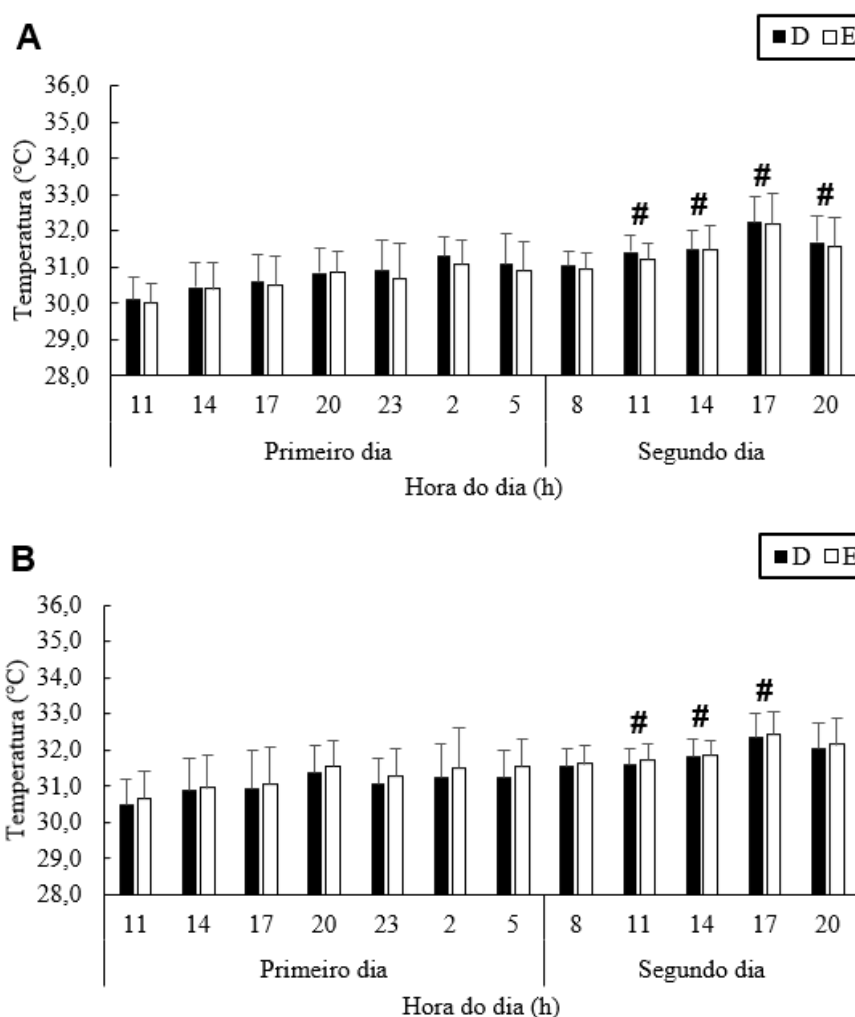 A
■ D □ E
36,0
35,0
34,0
33,0
32,0
31,0
30,0
29,0
28,0
Temperatura (°C)
# # # #
11 14 17 20 23 2 5 8 11 14 17 20
Primeiro dia Segundo dia
Hora do dia (h)
B
■ D □ E
36,0
35,0
34,0
33,0
32,0
31,0
30,0
29,0
28,0
Temperatura (°C)
# # #
11 14 17 20 23 2 5 8 11 14 17 20
Primeiro dia Segundo dia
Hora do dia (h)